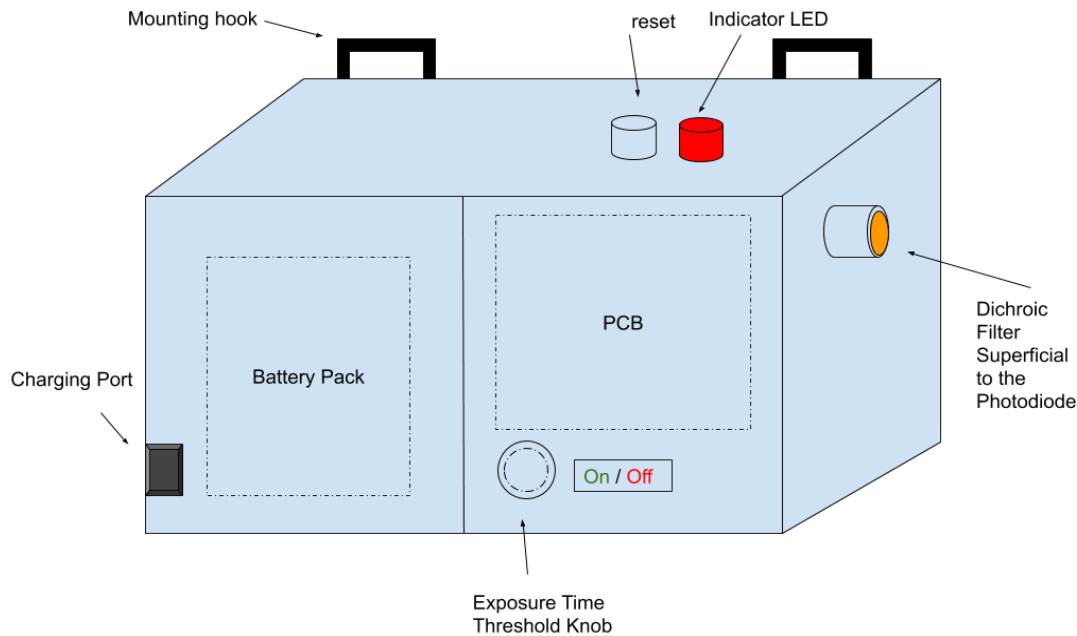 Mounting hook
reset
Indicator LED
PCB
Battery Pack
Charging Port
Dichroic
Filter
Superficial
to the
Photodiode
On / Off
Exposure Time
Threshold Knob